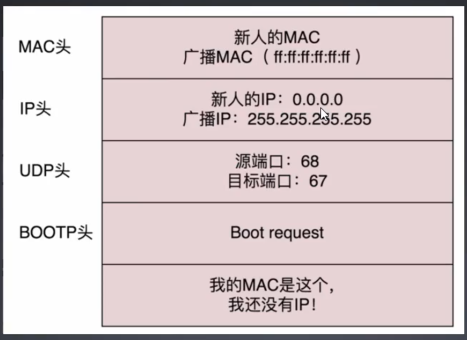 MAC头
新人的MAC
广播MAC（ff:ff:ff:ff:ff:ff）
IP头
新人的IP：0.0.0.0
广播IP：255.255.255.255
UDP头
源端口：68
目标端口：67
BOOTP头
Boot request
我的MAC是这个，
我还没有IP！